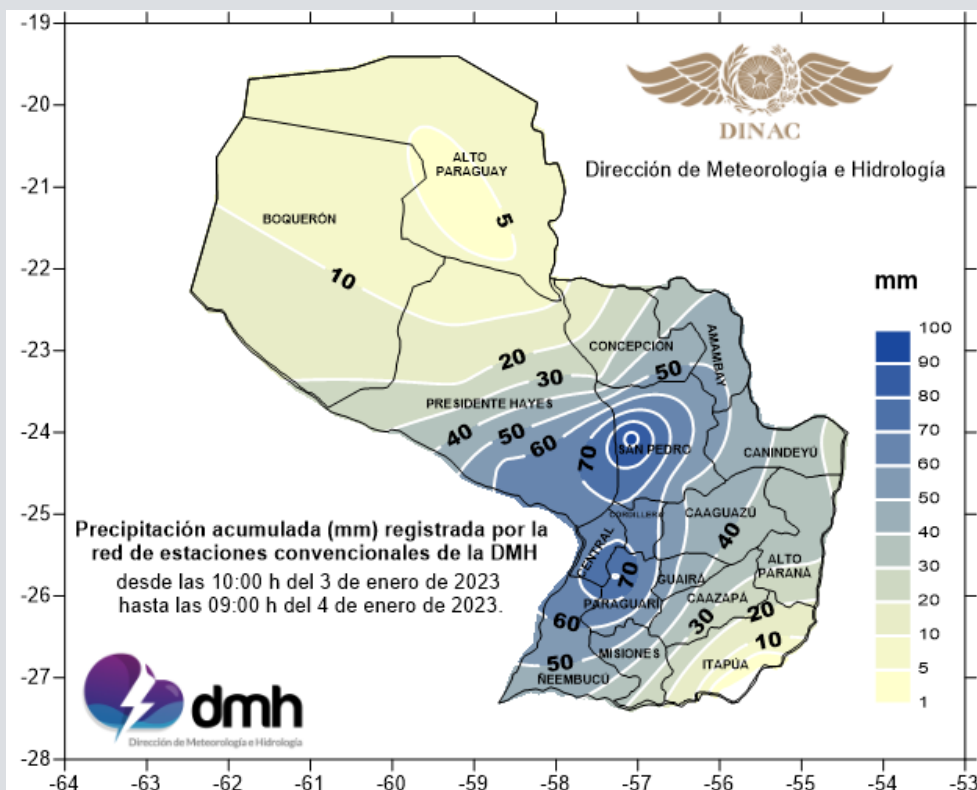 DINAC
Dirección de Meteorología e Hidrología
-19
-20
-21
-22
-23
-24
-25
-26
-27
-28
-64
-63
-62
-61
-60
-59
-58
-57
-56
-55
-54
-53
ALTO
PARAGUAY
BOQUERÓN
5
10
CONCEPCIÓN
AMAMBAY
20
30
50
PRESIDENTE HAYES
40
50
60
70
SAN PEDRO
CANINDEYÚ
CORDILLERA
CAAGUAZÚ
40
CENTRAL
70
GUAIRÁ
ALTO
PARANÁ
PARAGUARÍ
CAAZAPÁ
60
30
20
10
MISIONES
ITAPÚA
50
ÑEEMBUCÚ
mm
100
90
80
70
60
50
40
30
20
10
5
1
Precipitación acumulada (mm) registrada por la
red de estaciones convencionales de la DMH
desde las 10:00 h del 3 de enero de 2023
hasta las 09:00 h del 4 de enero de 2023.
dmh
Dirección de Meteorología e Hidrología